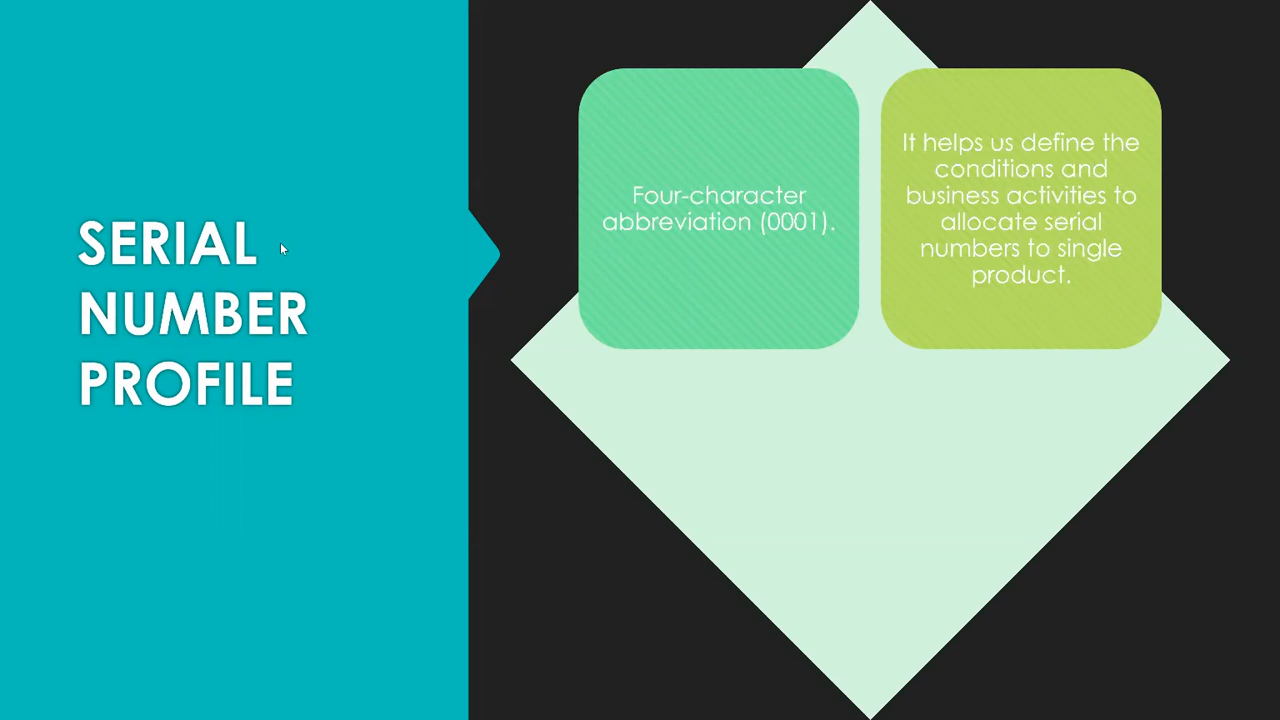 SERIAL
NUMBER
PROFILE
Four-character
abbreviation (0001).
It helps us define the
conditions and
business activities to
allocate serial
numbers to single
product.